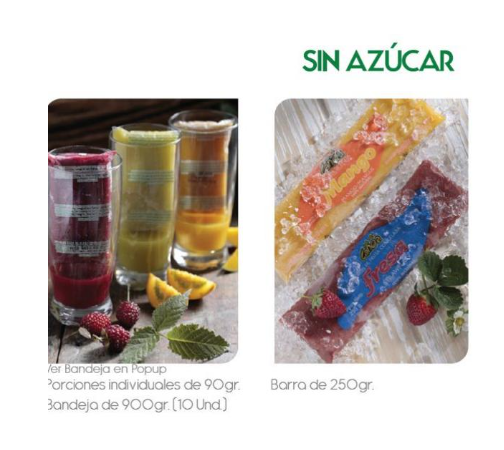 SIN AZÚCAR
Mango
fresa
Ver Bandeja en Popup
Porciones individuales de 90gr.
Bandeja de 900gr. (10 Und.)
Barra de 250gr.